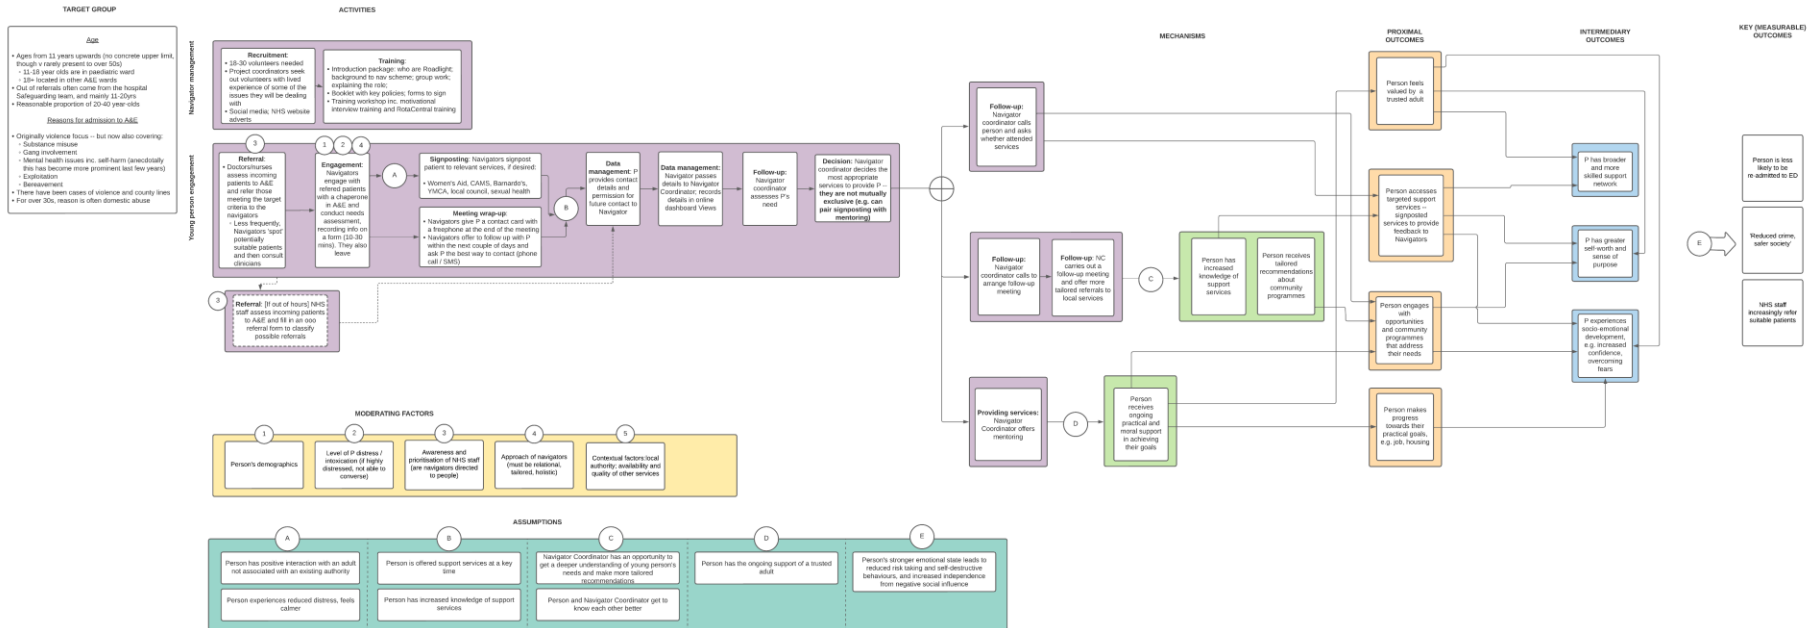 TARGET GROUP
Age
• Ages from 11 years upwards (no concrete upper limit,
though v rarely present to over 50s)
◦ 11-18 year olds are in paediatric ward
◦ 18+ located in other A&E wards
• Out of referrals often come from the hospital
Safeguarding team, and mainly 11-20yrs
• Reasonable proportion of 20-40 year-olds
Reasons for admission to A&E
• Originally violence focus -- but now also covering:
◦ Substance misuse
◦ Gang involvement
◦ Mental health issues inc. self-harm (anecdotally
this has become more prominent last few years)
◦ Exploitation
◦ Bereavement
• There have been cases of violence and county lines
• For over 30s, reason is often domestic abuse
ACTIVITIES
Navigator management
Recruitment:
• 18-30 volunteers needed
• Project coordinators seek
out volunteers with lived
experience of some of the
issues they will be dealing
with
• Social media; NHS website
adverts
Training:
• Introduction package: who are Roadlight;
background to nav scheme; group work;
explaining the role;
• Booklet with key policies; forms to sign
• Training workshop inc. motivational
interview training and RotaCentral training
Young person engagement
3
Referral:
• Doctors/nurses
assess incoming
patients to A&E
and refer those
meeting the target
criteria to the
navigators
◦ Less frequently,
Navigators 'spot'
potentially
suitable patients
and then consult
clinicians
1
2
4
Engagement:
Navigators
engage with
refered patients
with a chaperone
in A&E and
conduct needs
assessment,
recording info on
a form (10-30
mins). They also
leave
A
Signposting: Navigators signpost
patient to relevant services, if desired:
• Women's Aid, CAMS, Barnardo's,
YMCA, local council, sexual health
Meeting wrap-up:
• Navigators give P a contact card with
a freephone at the end of the meeting
• Navigators offer to follow up with P
within the next couple of days and
ask P the best way to contact (phone
call / SMS)
B
Data
management: P
provides contact
details and
permission for
future contact to
Navigator
Data management:
Navigator passes
details to Navigator
Coordinator; records
details in online
dashboard Views
Follow-up:
Navigator
coordinator
assesses P's
need
Decision: Navigator
coordinator decides the
most appropriate
services to provide P --
they are not mutually
exclusive (e.g. can
pair signposting with
mentoring)
3
Referral: [If out of hours] NHS
staff assess incoming patients
to A&E and fill in an ooo
referral form to classify
possible referrals
MECHANISMS
Follow-up:
Navigator
coordinator calls
person and asks
whether attended
services
Follow-up:
Navigator
coordinator calls to
arrange follow-up
meeting
Follow-up: NC
carries out a
follow-up meeting
and offer more
tailored referrals to
local services
C
Person has
increased
knowledge of
support
services
Person receives
tailored
recommendations
about
community
programmes
Providing services:
Navigator
Coordinator offers
mentoring
D
Person
receives
ongoing
practical and
moral support
in achieving
their goals
PROXIMAL
OUTCOMES
Person feels
valued by a
trusted adult
Person accesses
targeted support
services --
signposted
services to provide
feedback to
Navigators
Person engages
with
opportunities
and community
programmes
that address
their needs
Person makes
progress
towards their
practical goals,
e.g. job, housing
INTERMEDIARY
OUTCOMES
P has broader
and more
skilled support
network
P has greater
self-worth and
sense of
purpose
P experiences
socio-emotional
development,
e.g. increased
confidence,
overcoming
fears
E
KEY (MEASURABLE)
OUTCOMES
Person is less
likely to be
re-admitted to ED
'Reduced crime,
safer society'
NHS staff
increasingly refer
suitable patients
MODERATING FACTORS
1
Person's demographics
2
Level of P distress /
intoxication (if highly
distressed, not able to
converse)
3
Awareness and
prioritisation of NHS staff
(are navigators directed
to people)
4
Approach of navigators
(must be relational,
tailored, holistic)
5
Contextual factors:local
authority; availability and
quality of other services
ASSUMPTIONS
A
Person has positive interaction with an adult
not associated with an existing authority
Person experiences reduced distress, feels
calmer
B
Person is offered support services at a key
time
Person has increased knowledge of support
services
C
Navigator Coordinator has an opportunity to
get a deeper understanding of young person's
needs and make more tailored
recommendations
Person and Navigator Coordinator get to
know each other better
D
Person has the ongoing support of a trusted
adult
E
Person's stronger emotional state leads to
reduced risk taking and self-destructive
behaviours, and increased independence
from negative social influence